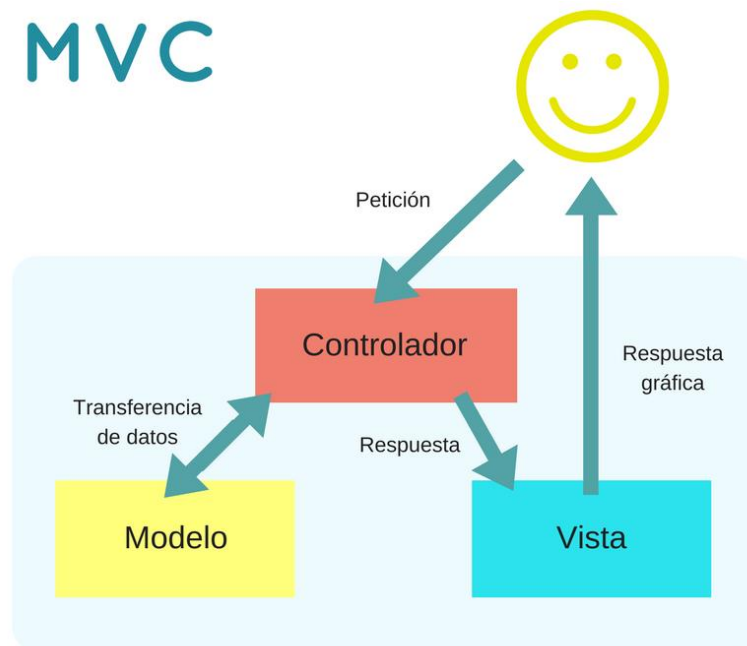 MVC
Petición
Controlador
Respuesta
gráfica
Transferencia
de datos
Respuesta
Modelo
Vista